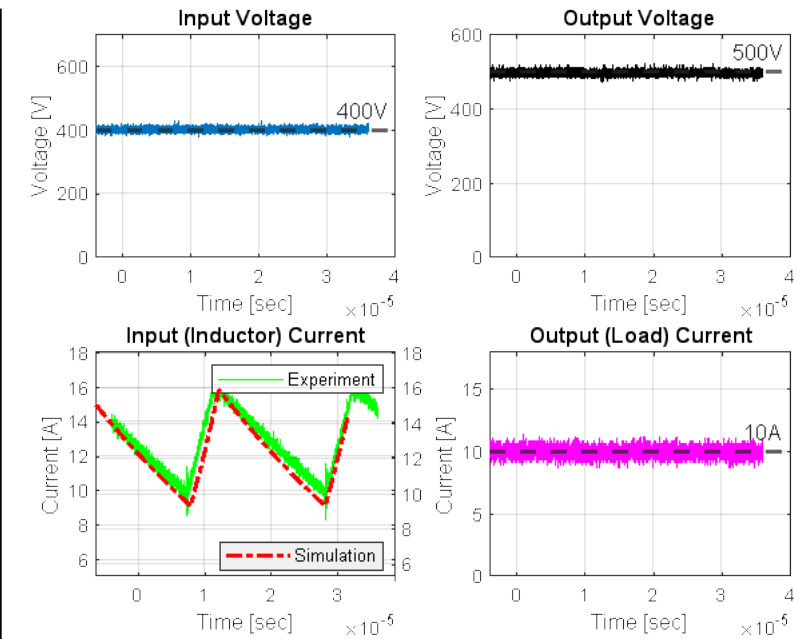 Input Voltage
600
400
200
0
Voltage [V]
400V
0
1
2
3
4
Time [sec]
×10⁻⁵
Output Voltage
600
400
200
0
Voltage [V]
500V
0
1
2
3
4
Time [sec]
×10⁻⁵
Input (Inductor) Current
18
16
14
12
10
8
6
Current [A]
18
16
14
12
10
8
6
Experiment
Simulation
0
1
2
3
4
Time [sec]
×10⁻⁵
Output (Load) Current
15
10
5
0
Current [A]
10A
0
1
2
3
4
Time [sec]
×10⁻⁵